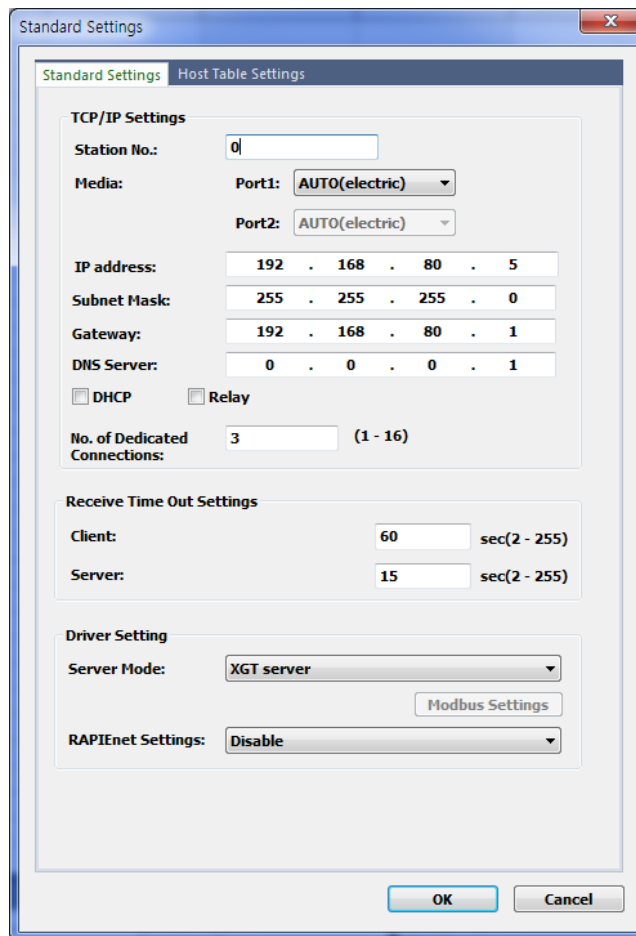 Standard Settings
Standard Settings Host Table Settings
TCP/IP Settings
Station No.: 0
Media: Port1: AUTO(electric)
Port2: AUTO(electric)
IP address: 192 . 168 . 80 . 5
Subnet Mask: 255 . 255 . 255 . 0
Gateway: 192 . 168 . 80 . 1
DNS Server: 0 . 0 . 0 . 1
DHCP Relay
No. of Dedicated
Connections: 3 (1 - 16)
Receive Time Out Settings
Client: 60 sec(2 - 255)
Server: 15 sec(2 - 255)
Driver Setting
Server Mode: XGT server
Modbus Settings
RAPIEnet Settings: Disable
OK Cancel